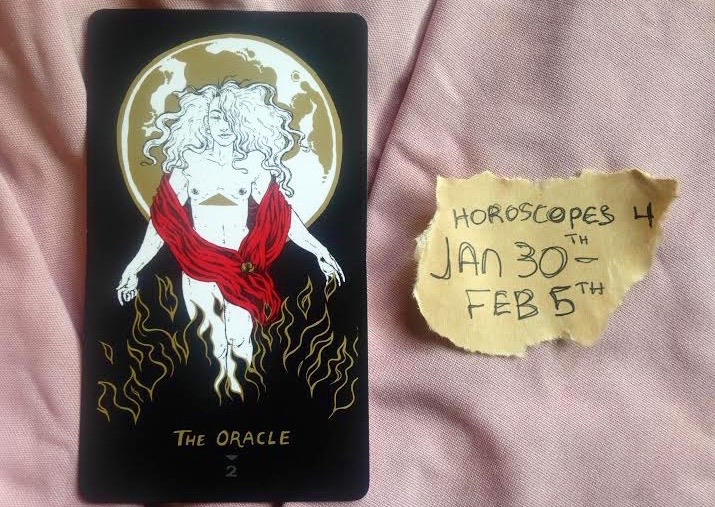 THE ORACLE
2
HOROSCOPES 4
JAN 30TH-
FEB 5TH